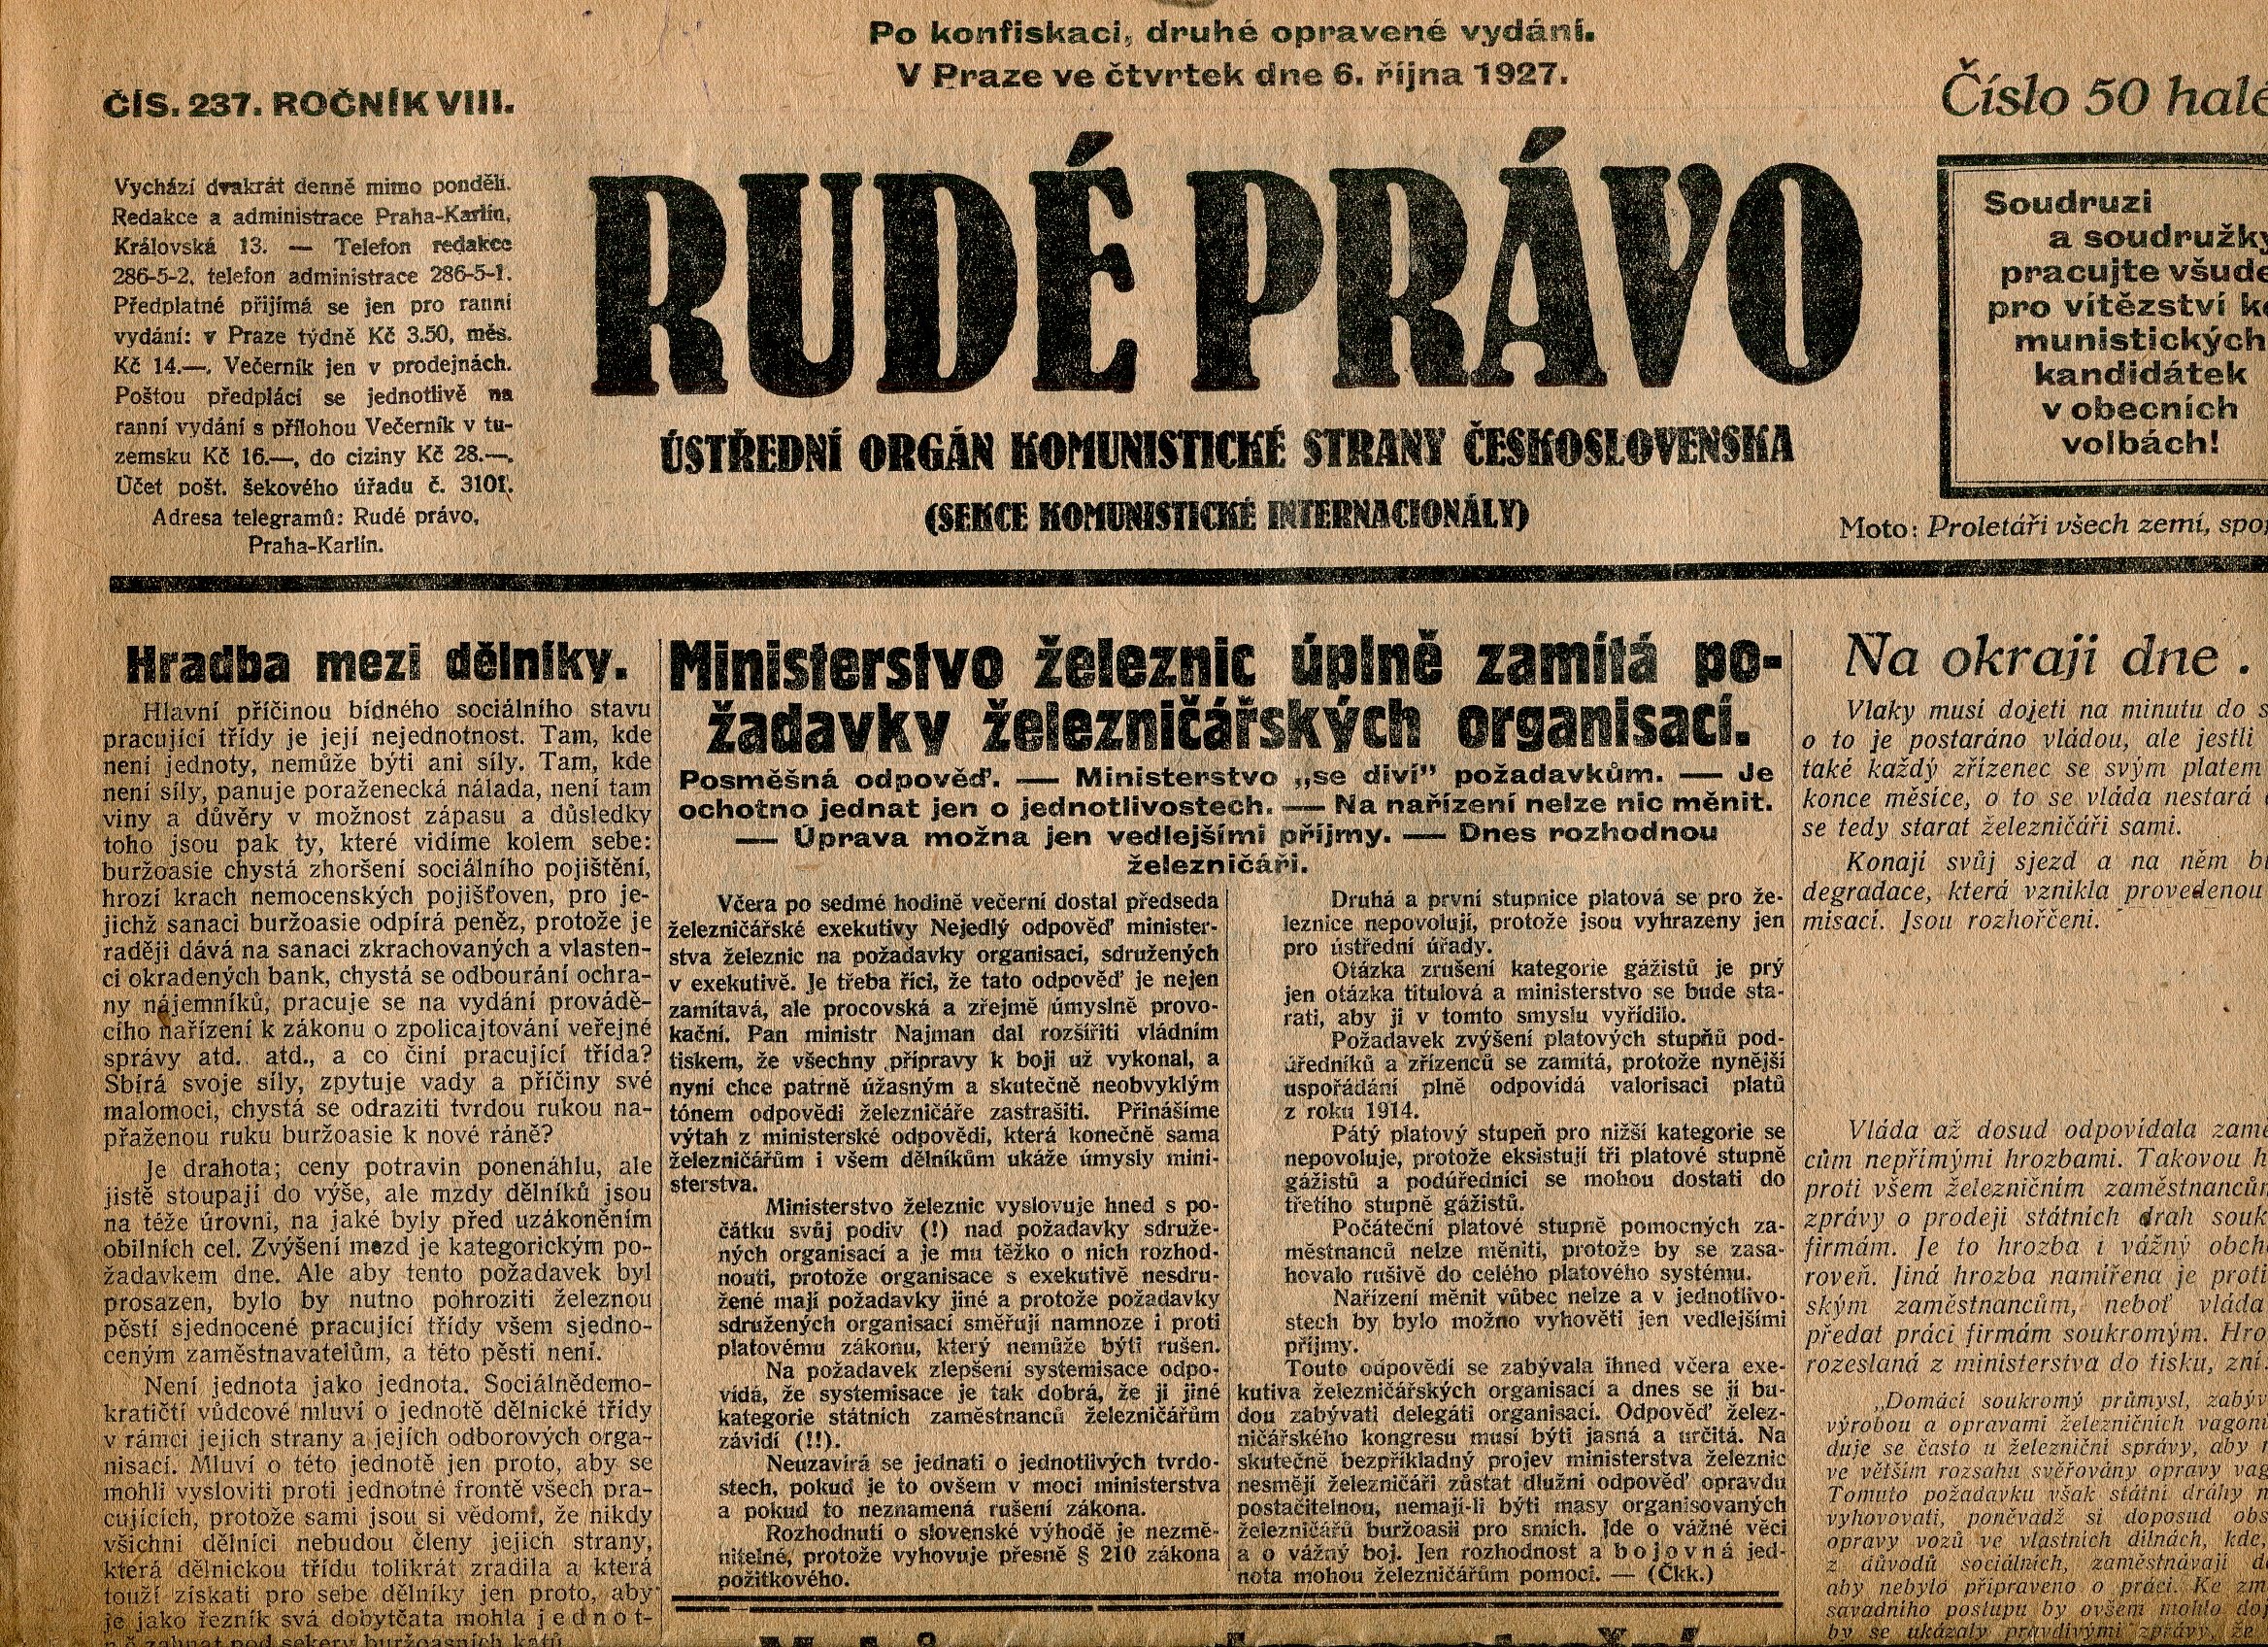 Po konfiskaci, druhé opravené vydání.
V Praze ve čtvrtek dne 6. října 1927.
ČÍS. 237. ROČNÍK VIII.
Číslo 50 halé
Vychází dvakrát denně mimo pondělí.
Redakce a administrace Praha-Karlín,
Královská 13. — Telefon redakce
286-5-2, telefon administrace 286-5-1.
Předplatné přijímá se jen pro ranní
vydání: v Praze týdně Kč 3.50, měs.
Kč 14.—. Večerník jen v prodejnách.
Poštou předplácí se jednotlivě na
ranní vydání s přílohou Večerník v tu-
zemsku Kč 16.—, do ciziny Kč 28.—.
Účet pošt. šekového úřadu č. 3101.
Adresa telegramů: Rudé právo,
Praha-Karlín.
RUDÉ PRÁVO
ÚSTŘEDNÍ ORGÁN KOMUNISTICKÉ STRANY ČESKOSLOVENSKA
(SEKCE KOMUNISTICKÉ INTERNACIONÁLY)
Soudruzi
a soudružky
pracujte všude
pro vítězství ko
munistických
kandidátek
v obecních
volbách!
Moto: Proletáři všech zemí, spo
Hradba mezi dělníky.
Hlavní příčinou bídného sociálního stavu
pracující třídy je její nejednotnost. Tam, kde
není jednoty, nemůže býti ani síly. Tam, kde
není síly, panuje poraženecká nálada, není tam
viny a důvěry v možnost zápasu a důsledky
toho jsou pak ty, které vidíme kolem sebe:
buržoasie chystá zhoršení sociálního pojištění,
hrozí krach nemocenských pojišťoven, pro je-
jichž sanaci buržoasie odpírá peněz, protože je
raději dává na sanaci zkrachovaných a vlasten-
ci okradených bank, chystá se odbourání ochra-
ny nájemníků, pracuje se na vydání provádě-
cího nařízení k zákonu o zpolicajtování veřejné
správy atd. atd., a co činí pracující třída?
Sbírá svoje síly, zpytuje vady a příčiny své
malomoci, chystá se odraziti tvrdou rukou na-
přaženou ruku buržoasie k nové ráně?
Je drahota; ceny potravin ponenáhlu, ale
jistě stoupají do výše, ale mzdy dělníků jsou
na téže úrovni, na jaké byly před uzákoněním
obilních cel. Zvýšení mezd je kategorickým po-
žadavkem dne. Ale aby tento požadavek byl
prosazen, bylo by nutno pohroziti železnou
pěstí sjednocené pracující třídy všem sjedno-
ceným zaměstnavatelům, a této pěsti není.
Není jednota jako jednota. Sociálnědemo-
kratičtí vůdcové mluví o jednotě dělnické třídy
v rámci jejich strany a jejích odborových orga-
nisací. Mluví o této jednotě jen proto, aby se
mohli vysloviti proti jednotné frontě všech pra-
cujících, protože sami jsou si vědomi, že nikdy
všichni dělníci nebudou členy jejich strany,
která dělnickou třídu tolikrát zradila a která
touží získati pro sebe dělníky jen proto, aby
je jako řezník svá dobytčata mohla jednot-
ně zahnat pod sekery buržoasních katů.
Ministerstvo železnic úplně zamítá po-
žadavky železničářských organisací.
Posměšná odpověď. — Ministerstvo „se diví" požadavkům. — Je
ochotno jednat jen o jednotlivostech. — Na nařízení nelze nic měnit.
— Úprava možna jen vedlejšími příjmy. — Dnes rozhodnou
železničáři.
Včera po sedmé hodině večerní dostal předseda
železničářské exekutivy Nejedlý odpověď minister-
stva železnic na požadavky organisací, sdružených
v exekutivě. Je třeba říci, že tato odpověď je nejen
zamítavá, ale procovská a zřejmě úmyslně provo-
kační. Pan ministr Najman dal rozšířiti vládním
tiskem, že všechny přípravy k boji už vykonal, a
nyní chce patrně úžasným a skutečně neobvyklým
tónem odpovědi železničáře zastrašiti. Přinášíme
výtah z ministerské odpovědi, která konečně sama
železničářům i všem dělníkům ukáže úmysly mini-
sterstva.
Ministerstvo železnic vyslovuje hned s po-
čátku svůj podiv (!) nad požadavky sdruže-
ných organisací a je mu těžko o nich rozhod-
nouti, protože organisace s exekutivě nesdru-
žené mají požadavky jiné a protože požadavky
sdružených organisací směřují namnoze i proti
platovému zákonu, který nemůže býti rušen.
Na požadavek zlepšení systemisace odpo-
vídá, že systemisace je tak dobrá, že ji jiné
kategorie státních zaměstnanců železničářům
závidí (!!).
Neuzavírá se jednati o jednotlivých tvrdo-
stech, pokud je to ovšem v moci ministerstva
a pokud to neznamená rušení zákona.
Rozhodnutí o slovenské výhodě je nezmě-
nitelné, protože vyhovuje přesně § 210 zákona
požitkového.
Druhá a první stupnice platová se pro že-
leznice nepovolují, protože jsou vyhrazeny jen
pro ústřední úřady.
Otázka zrušení kategorie gážistů je prý
jen otázka titulová a ministerstvo se bude sta-
rati, aby ji v tomto smyslu vyřídilo.
Požadavek zvýšení platových stupňů pod-
úředníků a zřízenců se zamítá, protože nynější
uspořádání plně odpovídá valorisaci platů
z roku 1914.
Pátý platový stupeň pro nižší kategorie se
nepovoluje, protože eksistují tři platové stupně
gážistů a podúředníci se mohou dostati do
třetího stupně gážistů.
Počáteční platové stupně pomocných za-
městnanců nelze měniti, protože by se zasa-
hovalo rušivě do celého platového systému.
Nařízení měnit vůbec nelze a v jednotlivo-
stech by bylo možno vyhověti jen vedlejšími
příjmy.
Touto odpovědí se zabývala ihned včera exe-
kutiva železničářských organisací a dnes se jí bu-
dou zabývati delegáti organisací. Odpověď želez-
ničářského kongresu musí býti jasná a určitá. Na
skutečně bezpříkladný projev ministerstva železnic
nesmějí železničáři zůstat dlužni odpověď opravdu
postačitelnou, nemají-li býti masy organisovaných
železničářů buržoasii pro smích. Jde o vážné věci
a o vážný boj. Jen rozhodnost a bojovná jed-
nota mohou železničářům pomoci. — (Čkk.)
Na okraji dne .
Vlaky musí dojeti na minutu do s
o to je postaráno vládou, ale jestli
také každý zřízenec se svým platem
konce měsíce, o to se vláda nestará
se tedy starat železničáři sami.
Konají svůj sjezd a na něm b
degradace, která vznikla provedenou
misací. Jsou rozhořčeni.
Vláda až dosud odpovídala zamě
cům nepřímými hrozbami. Takovou h
proti všem železničním zaměstnancům
zprávy o prodeji státních drah souk
firmám. Je to hrozba i vážný obch
roveň. Jiná hrozba namířena je proti
ským zaměstnancům, neboť vláda
předat práci firmám soukromým. Hro
rozeslaná z ministerstva do tisku, zní:
„Domácí soukromý průmysl, zabýv
výrobou a opravami železničních vagonů
duje se často u železniční správy, aby
ve větším rozsahu svěřovány opravy vag
Tomuto požadavku však státní dráhy n
vyhovovati, poněvadž si doposud obs
opravy vozů ve vlastních dílnách, kde,
z důvodů sociálních, zaměstnávají d
aby nebylo připraveno o práci. Ke zm
savadního postupu by ovšem mohlo doj
by se ukázaly pravdivými zprávy, že